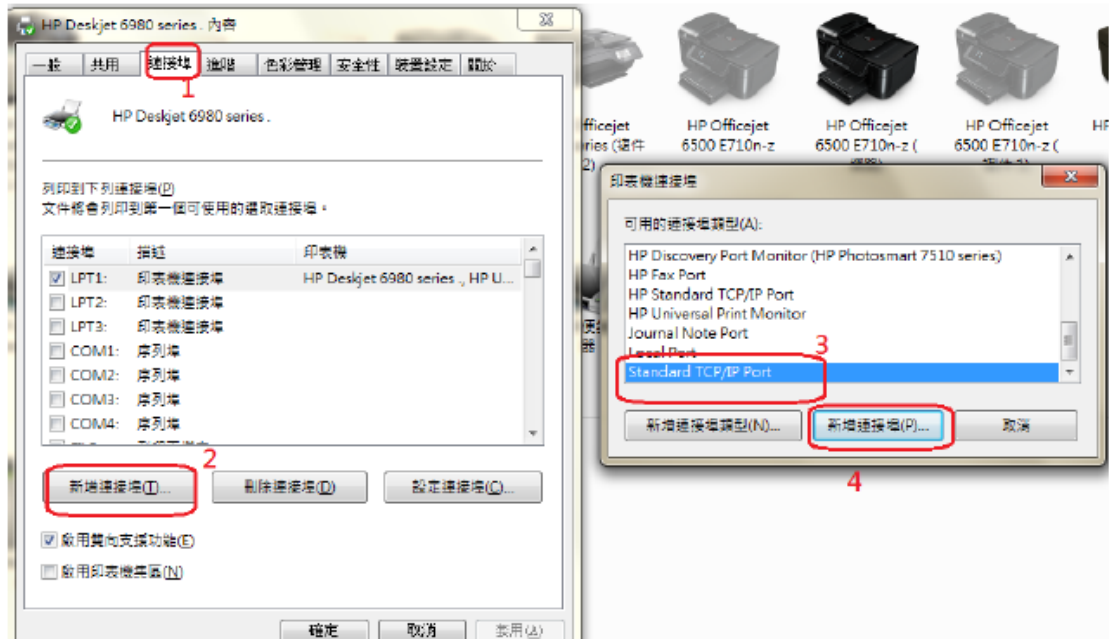 HP Deskjet 6980 series . 內容
一般 共用 連接埠 進階 色彩管理 安全性 裝置設定 關於
1
HP Deskjet 6980 series .
列印到下列連接埠(P)
文件將會列印到第一個可使用的選取連接埠。
連接埠 描述 印表機
LPT1: 印表機連接埠 HP Deskjet 6980 series ., HP U...
LPT2: 印表機連接埠
LPT3: 印表機連接埠
COM1: 序列埠
COM2: 序列埠
COM3: 序列埠
COM4: 序列埠
2
新增連接埠(T)... 刪除連接埠(D) 設定連接埠(C)...
啟用雙向支援功能(E)
啟用印表機集區(N)
確定 取消 套用(A)
fficejet HP Officejet HP Officejet HP Officejet HP
ries (複件 6500 E710n-z 6500 E710n-z ( 6500 E710n-z (
2)
印表機連接埠
可用的連接埠類型(A):
HP Discovery Port Monitor (HP Photosmart 7510 series)
HP Fax Port
HP Standard TCP/IP Port
HP Universal Print Monitor
Journal Note Port
Local Port
3
Standard TCP/IP Port
新增連接埠類型(N)... 新增連接埠(P)... 取消
4
器